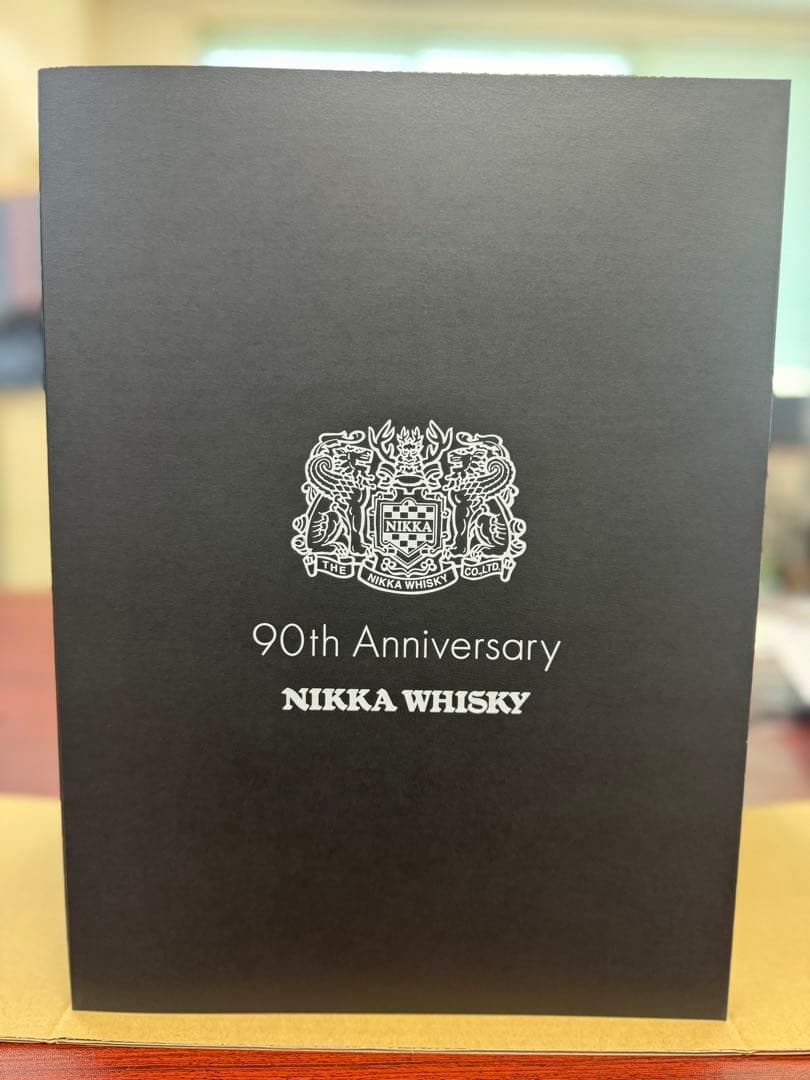 NIKKA
THE NIKKA WHISKY CO.,LTD.
90th Anniversary
NIKKA WHISKY